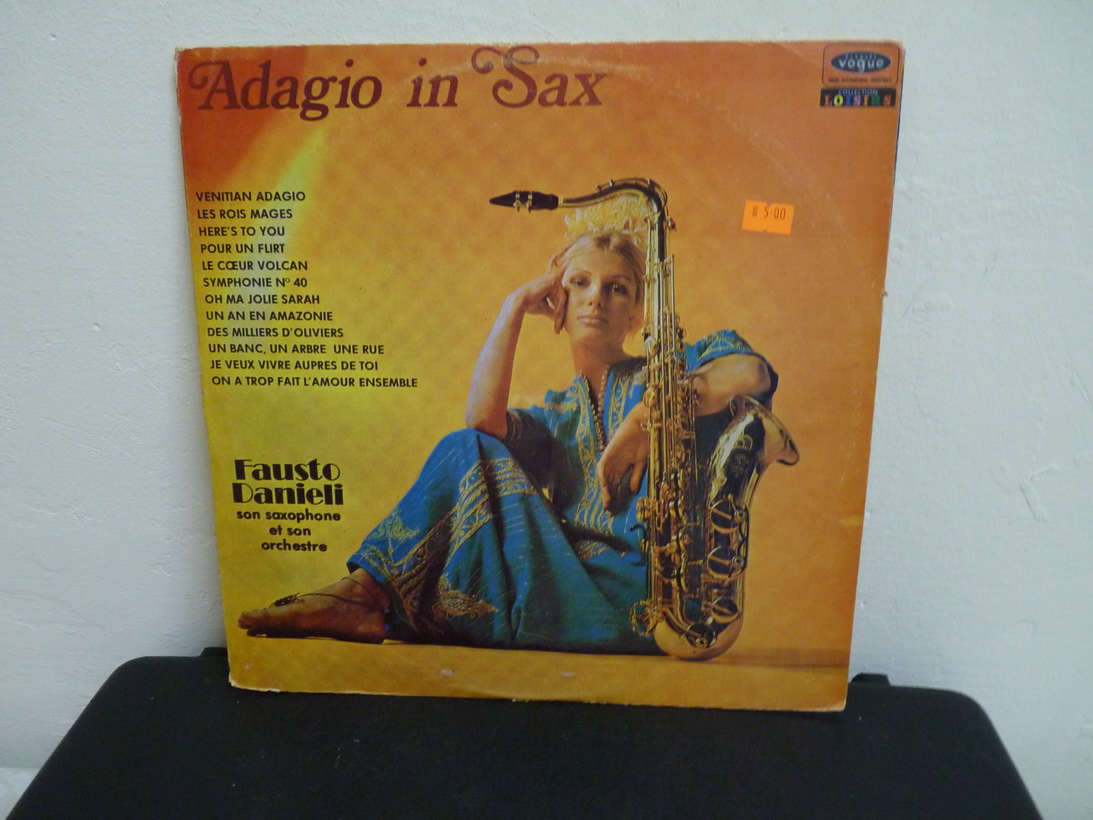 Adagio in Sax
vogue
COLLECTION
LOISIRS
5.00
VENITIAN ADAGIO
LES ROIS MAGES
HERE'S TO YOU
POUR UN FLIRT
LE CŒUR VOLCAN
SYMPHONIE Nº 40
OH MA JOLIE SARAH
UN AN EN AMAZONIE
DES MILLIERS D'OLIVIERS
UN BANC, UN ARBRE UNE RUE
JE VEUX VIVRE AUPRES DE TOI
ON A TROP FAIT L'AMOUR ENSEMBLE
Fausto
Danieli
son saxophone
et son
orchestre